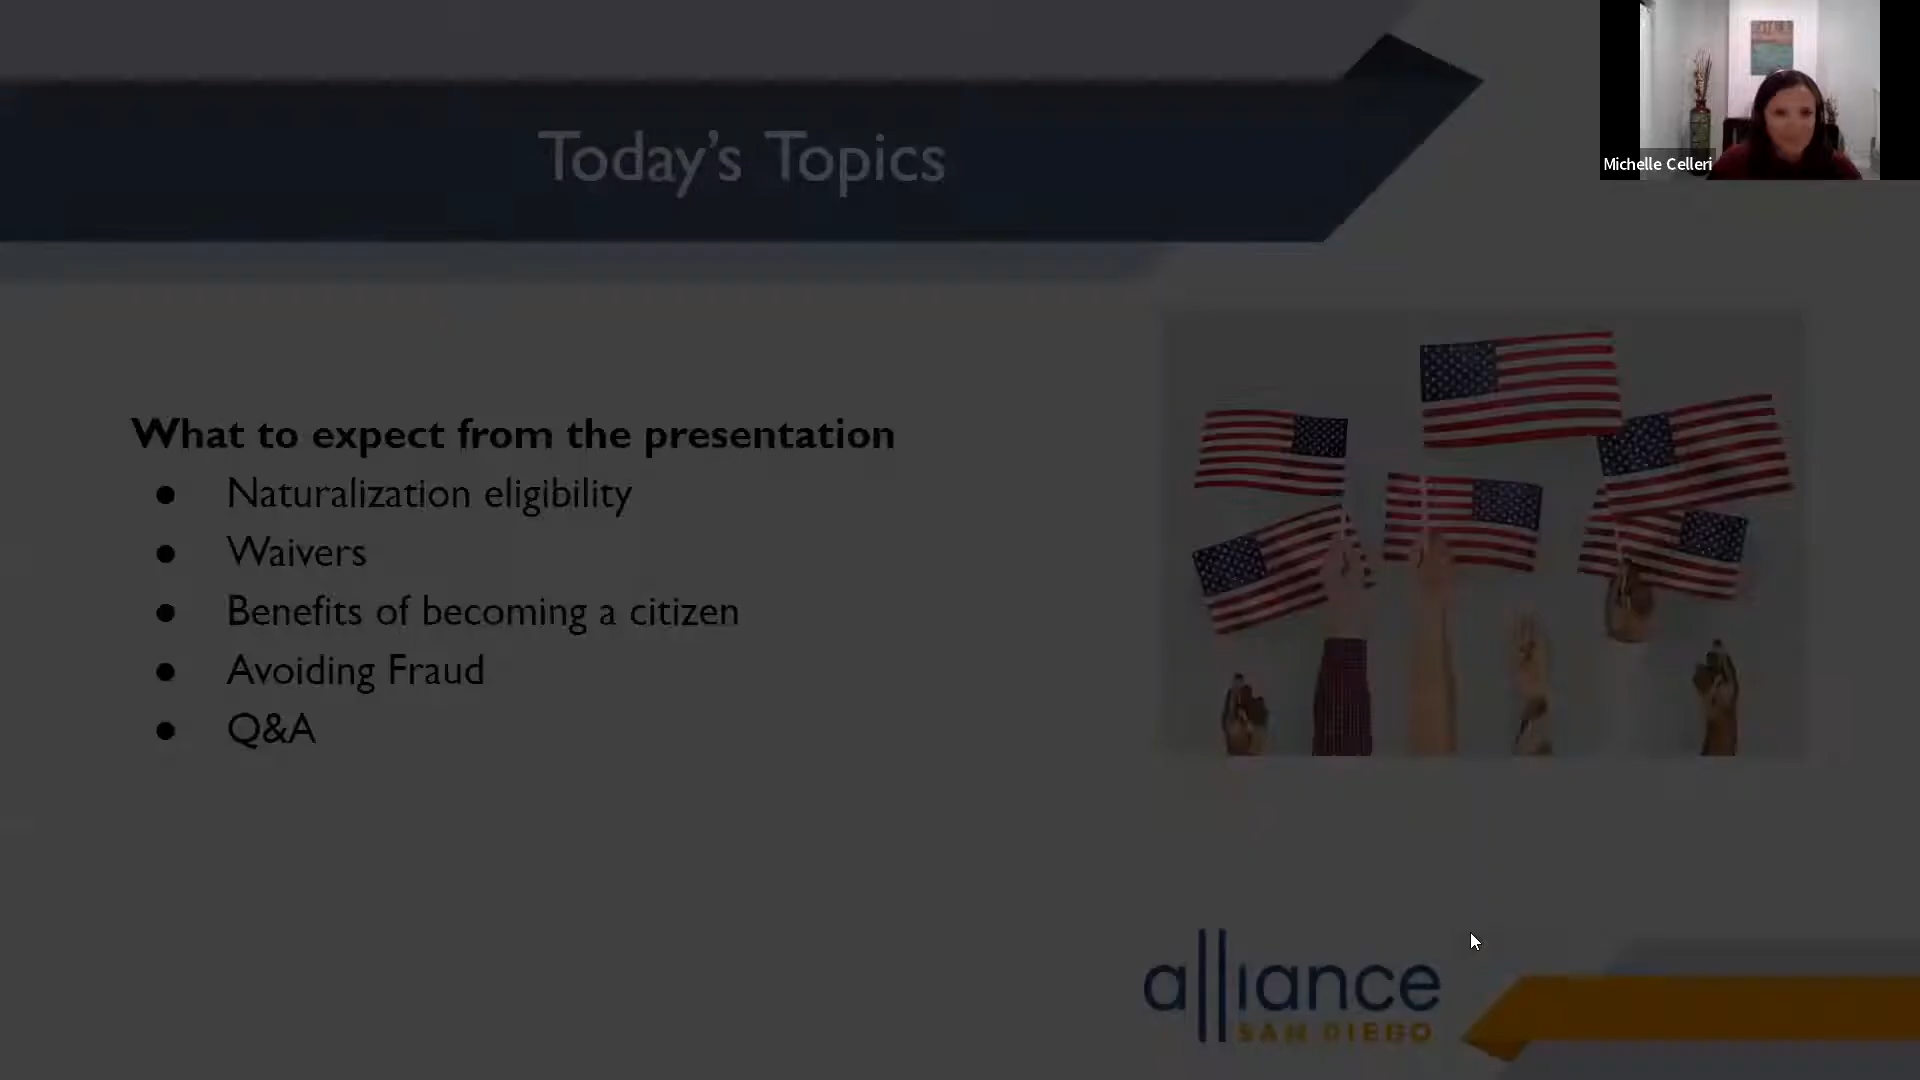 Today's Topics
Michelle Celleri
What to expect from the presentation
● Naturalization eligibility
● Waivers
● Benefits of becoming a citizen
● Avoiding Fraud
● Q&A
alliance
SAN DIEGO